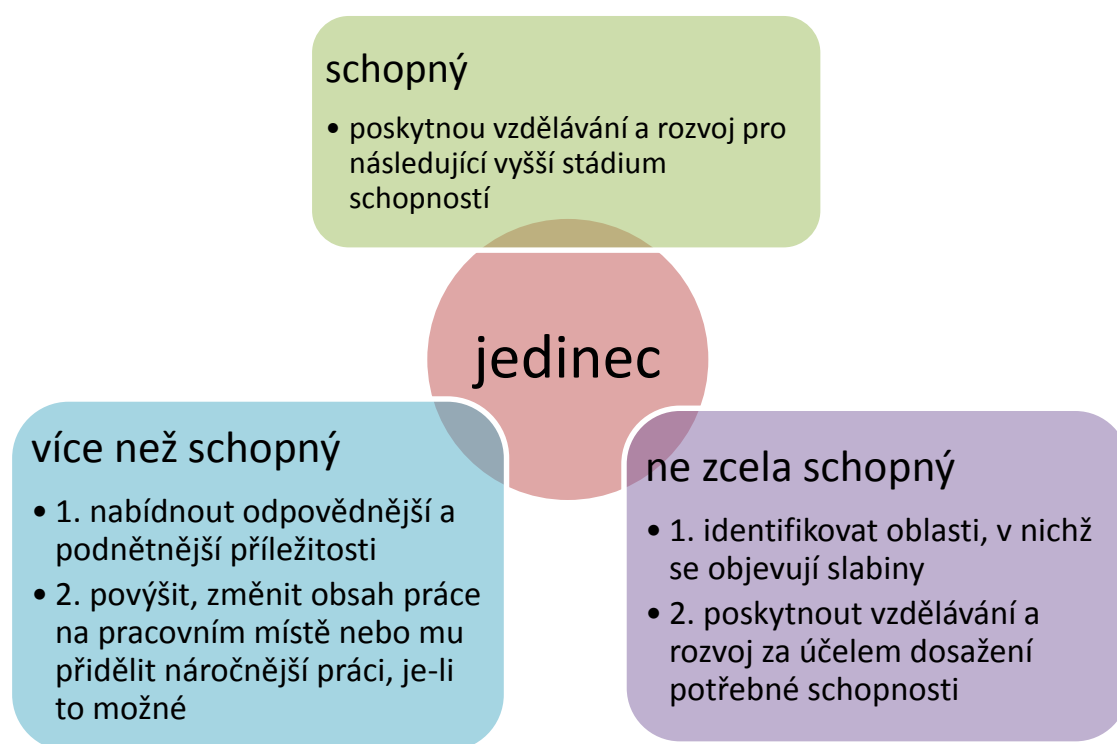 schopný
• poskytnou vzdělávání a rozvoj pro
následující vyšší stádium
schopností
jedinec
více než schopný
• 1. nabídnout odpovědnější a
podnětnější příležitosti
• 2. povýšit, změnit obsah práce
na pracovním místě nebo mu
přidělit náročnější práci, je-li
to možné
ne zcela schopný
• 1. identifikovat oblasti, v nichž
se objevují slabiny
• 2. poskytnout vzdělávání a
rozvoj za účelem dosažení
potřebné schopnosti